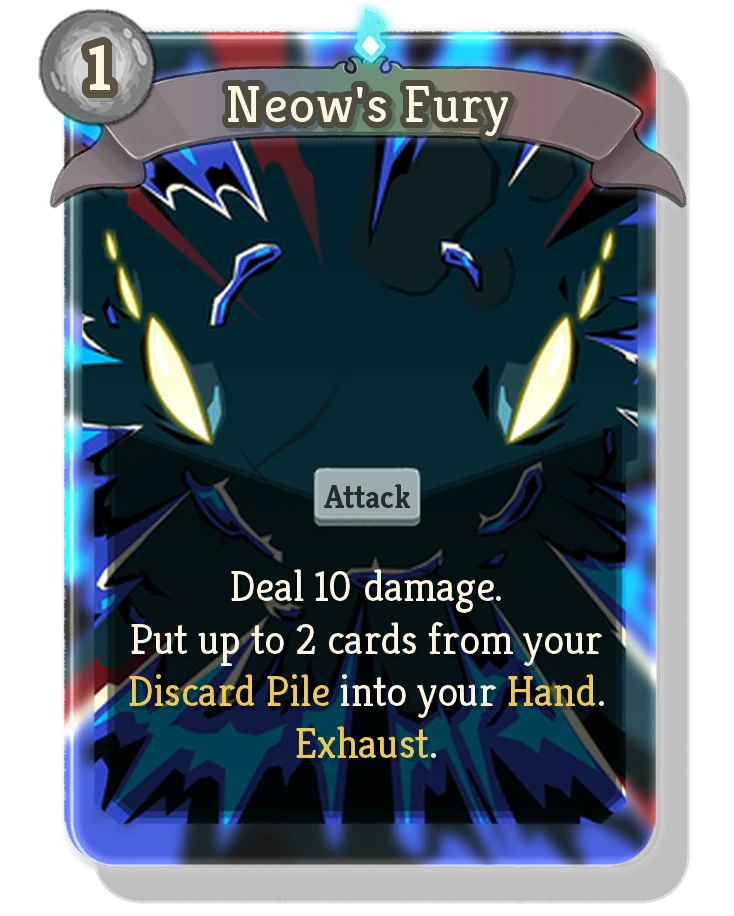 1
Neow's Fury
Attack
Deal 10 damage.
Put up to 2 cards from your
Discard Pile into your Hand.
Exhaust.